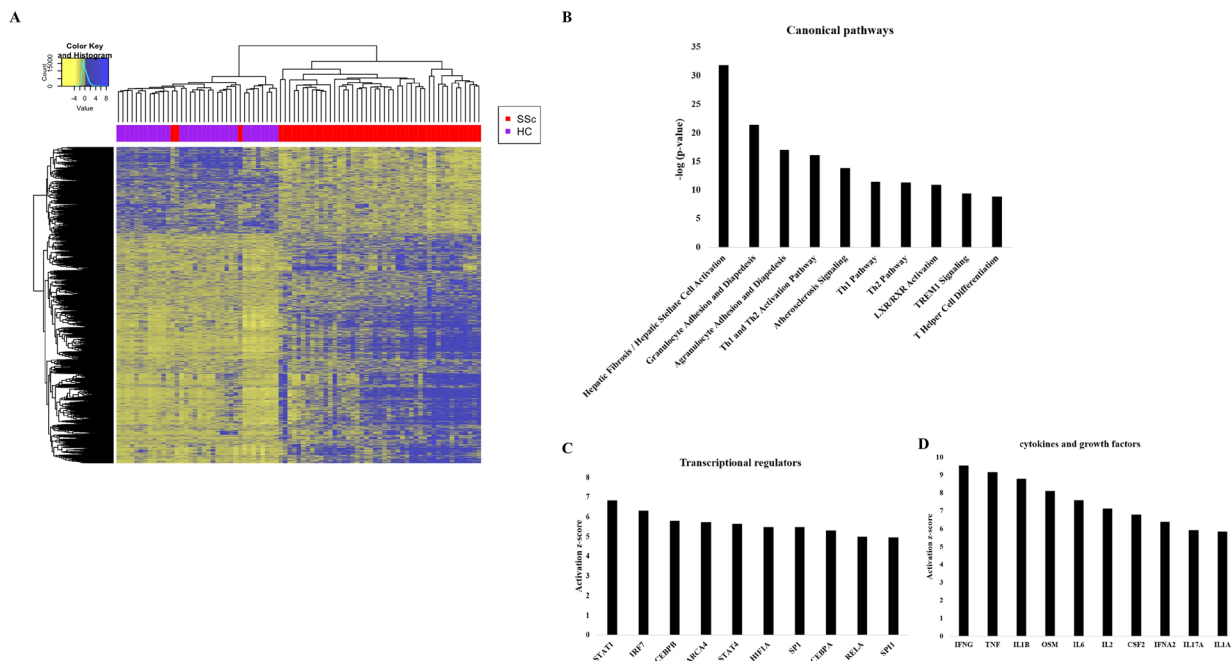 A
Color Key
and Histogram
Count
0
15000
-4
0
4
8
Value
SSc
HC
B
Canonical pathways
-log (p-value)
35
30
25
20
15
10
5
0
Hepatic Fibrosis / Hepatic Stellate Cell Activation
Granulocyte Adhesion and Diapedesis
Agranulocyte Adhesion and Diapedesis
Th1 and Th2 Activation Pathway
Atherosclerosis Signaling
Th1 Pathway
Th2 Pathway
LXR/RXR Activation
TREM1 Signaling
T Helper Cell Differentiation
C
Transcriptional regulators
Activation z-score
8
7
6
5
4
3
2
1
0
STAT1
IRF7
CEBPB
ARCA4
STAT4
HIF1A
SP1
CEBPA
RELA
SPI1
D
cytokines and growth factors
Activation z-score
10
9
8
7
6
5
4
3
2
1
0
IFNG TNF IL1B OSM IL6 IL2 CSF2 IFNA2 IL17A IL1A